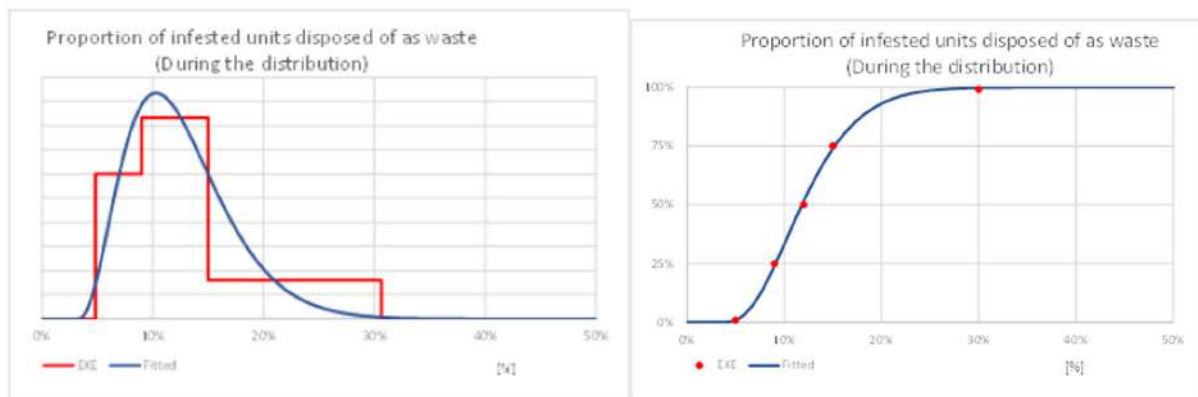 Proportion of infested units disposed of as waste
(During the distribution)
0% 10% 20% 30% 40% 50%
EKE Fitted
[%]
Proportion of infested units disposed of as waste
(During the distribution)
100%
75%
50%
25%
0%
0% 10% 20% 30% 40% 50%
EKE Fitted
[%]